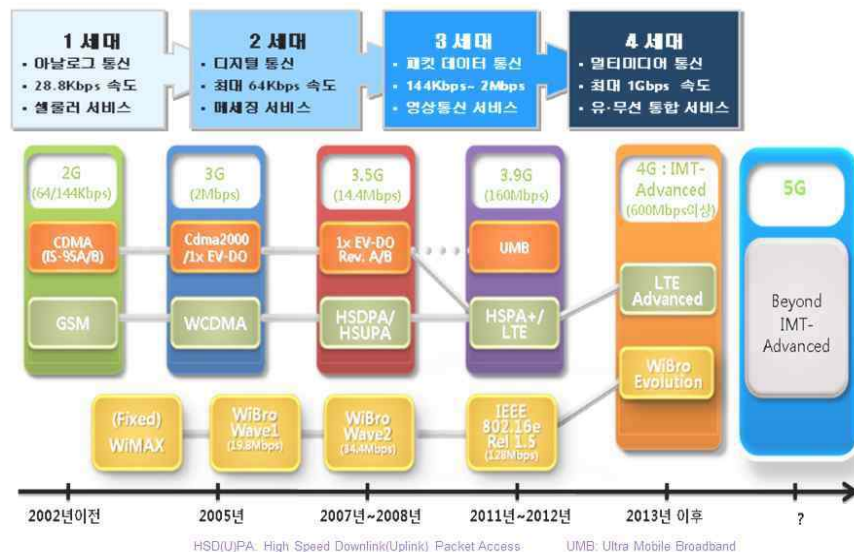 1 세대
• 아날로그 통신
• 28.8Kbps 속도
• 셀룰러 서비스
2 세대
• 디지털 통신
• 최대 64Kbps 속도
• 메세징 서비스
3 세대
• 패킷 데이터 통신
• 144Kbps~ 2Mbps
• 영상통신 서비스
4 세대
• 멀티미디어 통신
• 최대 1Gbps 속도
• 유·무선 통합 서비스
2G
(64/144Kbps)
3G
(2Mbps)
3.5G
(14.4Mbps)
3.9G
(160Mbps)
4G : IMT-
Advanced
(600Mbps이상)
5G
CDMA
(IS-95A/B)
Cdma2000
/1x EV-DO
1x EV-DO
Rev. A/B
UMB
GSM
WCDMA
HSDPA/
HSUPA
HSPA+/
LTE
LTE
Advanced
Beyond
IMT-
Advanced
WiBro
Evolution
(Fixed)
WiMAX
WiBro
Wave1
(19.8Mbps)
WiBro
Wave2
(34.4Mbps)
IEEE
802.16e
Rel 1.5
(128Mbps)
2002년이전
2005년
2007년~2008년
2011년~2012년
2013년 이후
?
HSD(U)PA: High Speed Downlink(Uplink) Packet Access
UMB: Ultra Mobile Broadband